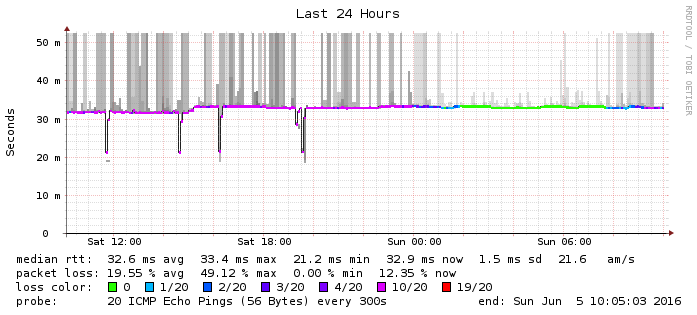 Last 24 Hours
RRDTOOL / TOBI OETIKER
Seconds
50 m
40 m
30 m
20 m
10 m
0
Sat 12:00 Sat 18:00 Sun 00:00 Sun 06:00
median rtt: 32.6 ms avg 33.4 ms max 21.2 ms min 32.9 ms now 1.5 ms sd 21.6 am/s
packet loss: 19.55 % avg 49.12 % max 0.00 % min 12.35 % now
loss color: 0 1/20 2/20 3/20 4/20 10/20 19/20
probe: 20 ICMP Echo Pings (56 Bytes) every 300s end: Sun Jun 5 10:05:03 2016